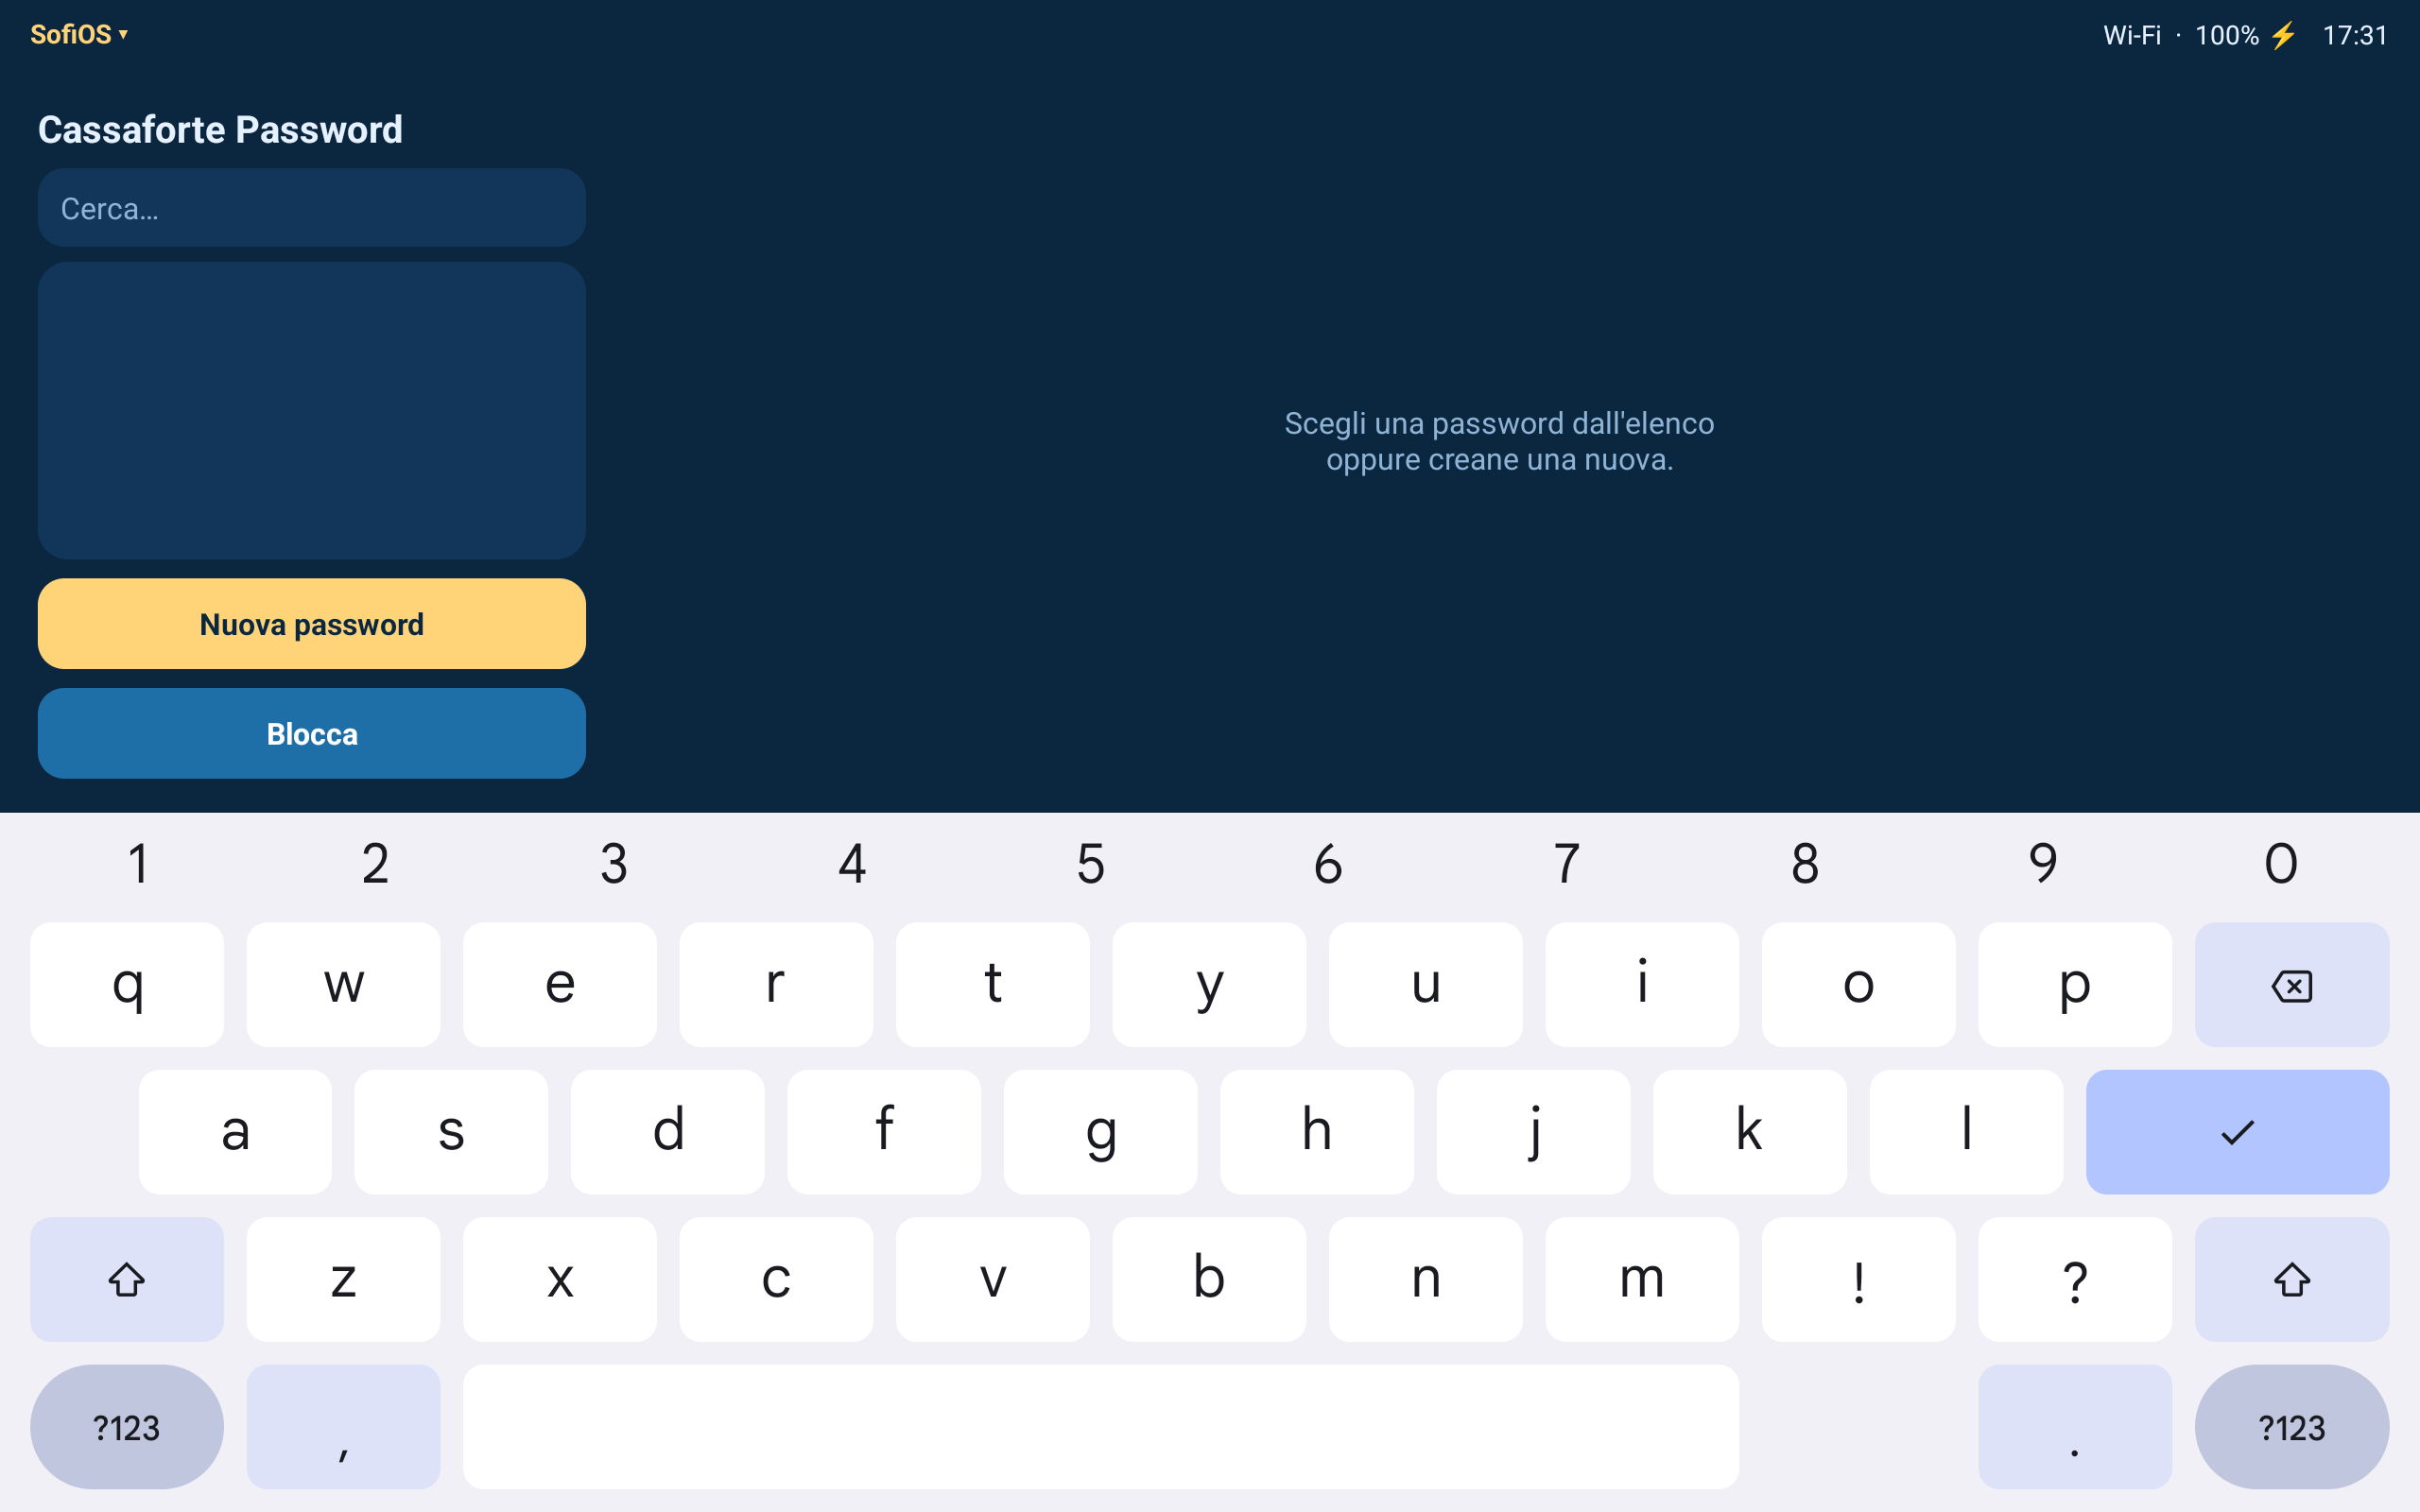 SofiOS ▾
Wi-Fi · 100% ⚡ 17:31
Cassaforte Password
Cerca…
Scegli una password dall'elenco
oppure creane una nuova.
Nuova password
Blocca
1 2 3 4 5 6 7 8 9 0
q w e r t y u i o p
a s d f g h j k l
z x c v b n m ! ?
?123 , . ?123